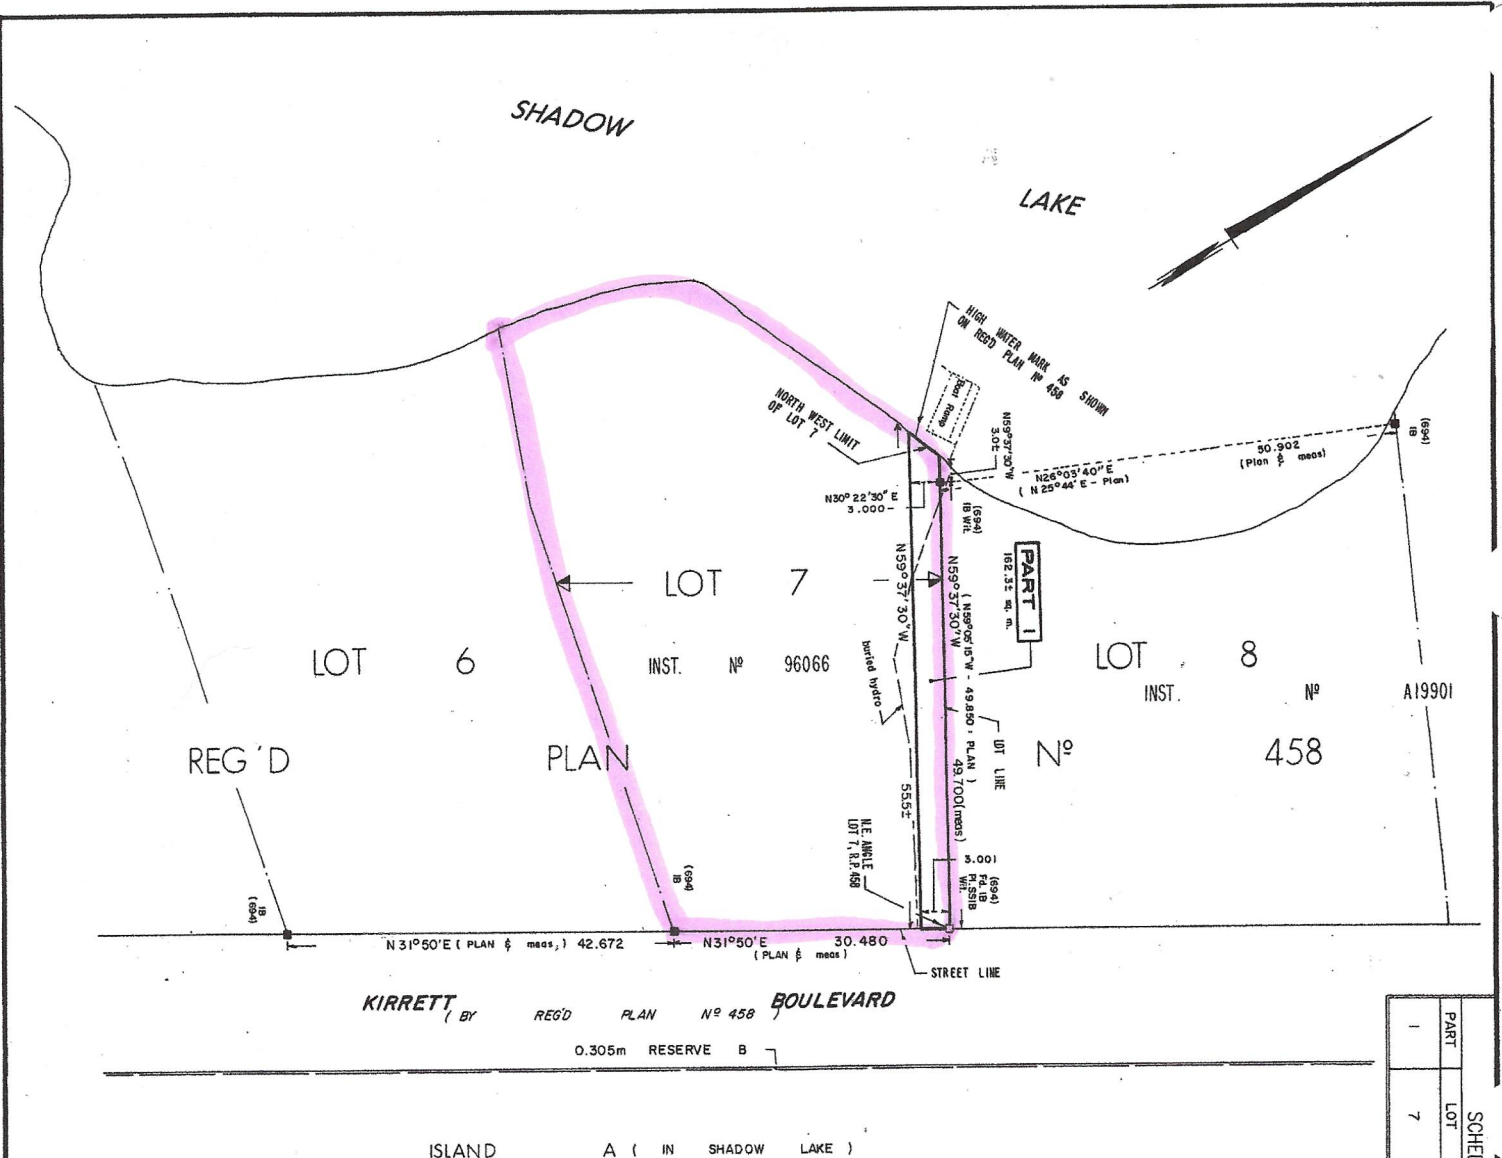 SHADOW
LAKE
HIGH WATER MARK AS SHOWN
ON REG'D PLAN Nº 458
Boat Ramp
NORTH WEST LIMIT
OF LOT 7
N59°37'30"W
3.0±
50.902
(Plan & meas)
(694)
IB
N26°03'40"E
(N25°44'E - Plan)
N30°22'30"E
3.000
(694)
IB Wit.
PART 1
162.3± sq. m.
LOT 7
N59°37'30"W
N59°37'30"W
(N59°05'15"W - 49.850 : PLAN)
49.700(meas)
LOT 6
INST. Nº 96066
buried hydro
LOT 8
INST. Nº A19901
REG'D PLAN Nº 458
LOT LINE
55.5±
N.E. ANGLE
LOT 7, R.P. 458
3.001
(694)
Fd. IB
Pl. SSIB
Wit.
(694)
IB
(694)
IB
N31°50'E ( PLAN & meas,) 42.672
N31°50'E 30.480
(PLAN & meas)
STREET LINE
KIRRETT BOULEVARD
( BY REG'D PLAN Nº 458 )
0.305m RESERVE B
ISLAND A ( IN SHADOW LAKE )
PART LOT
1 7